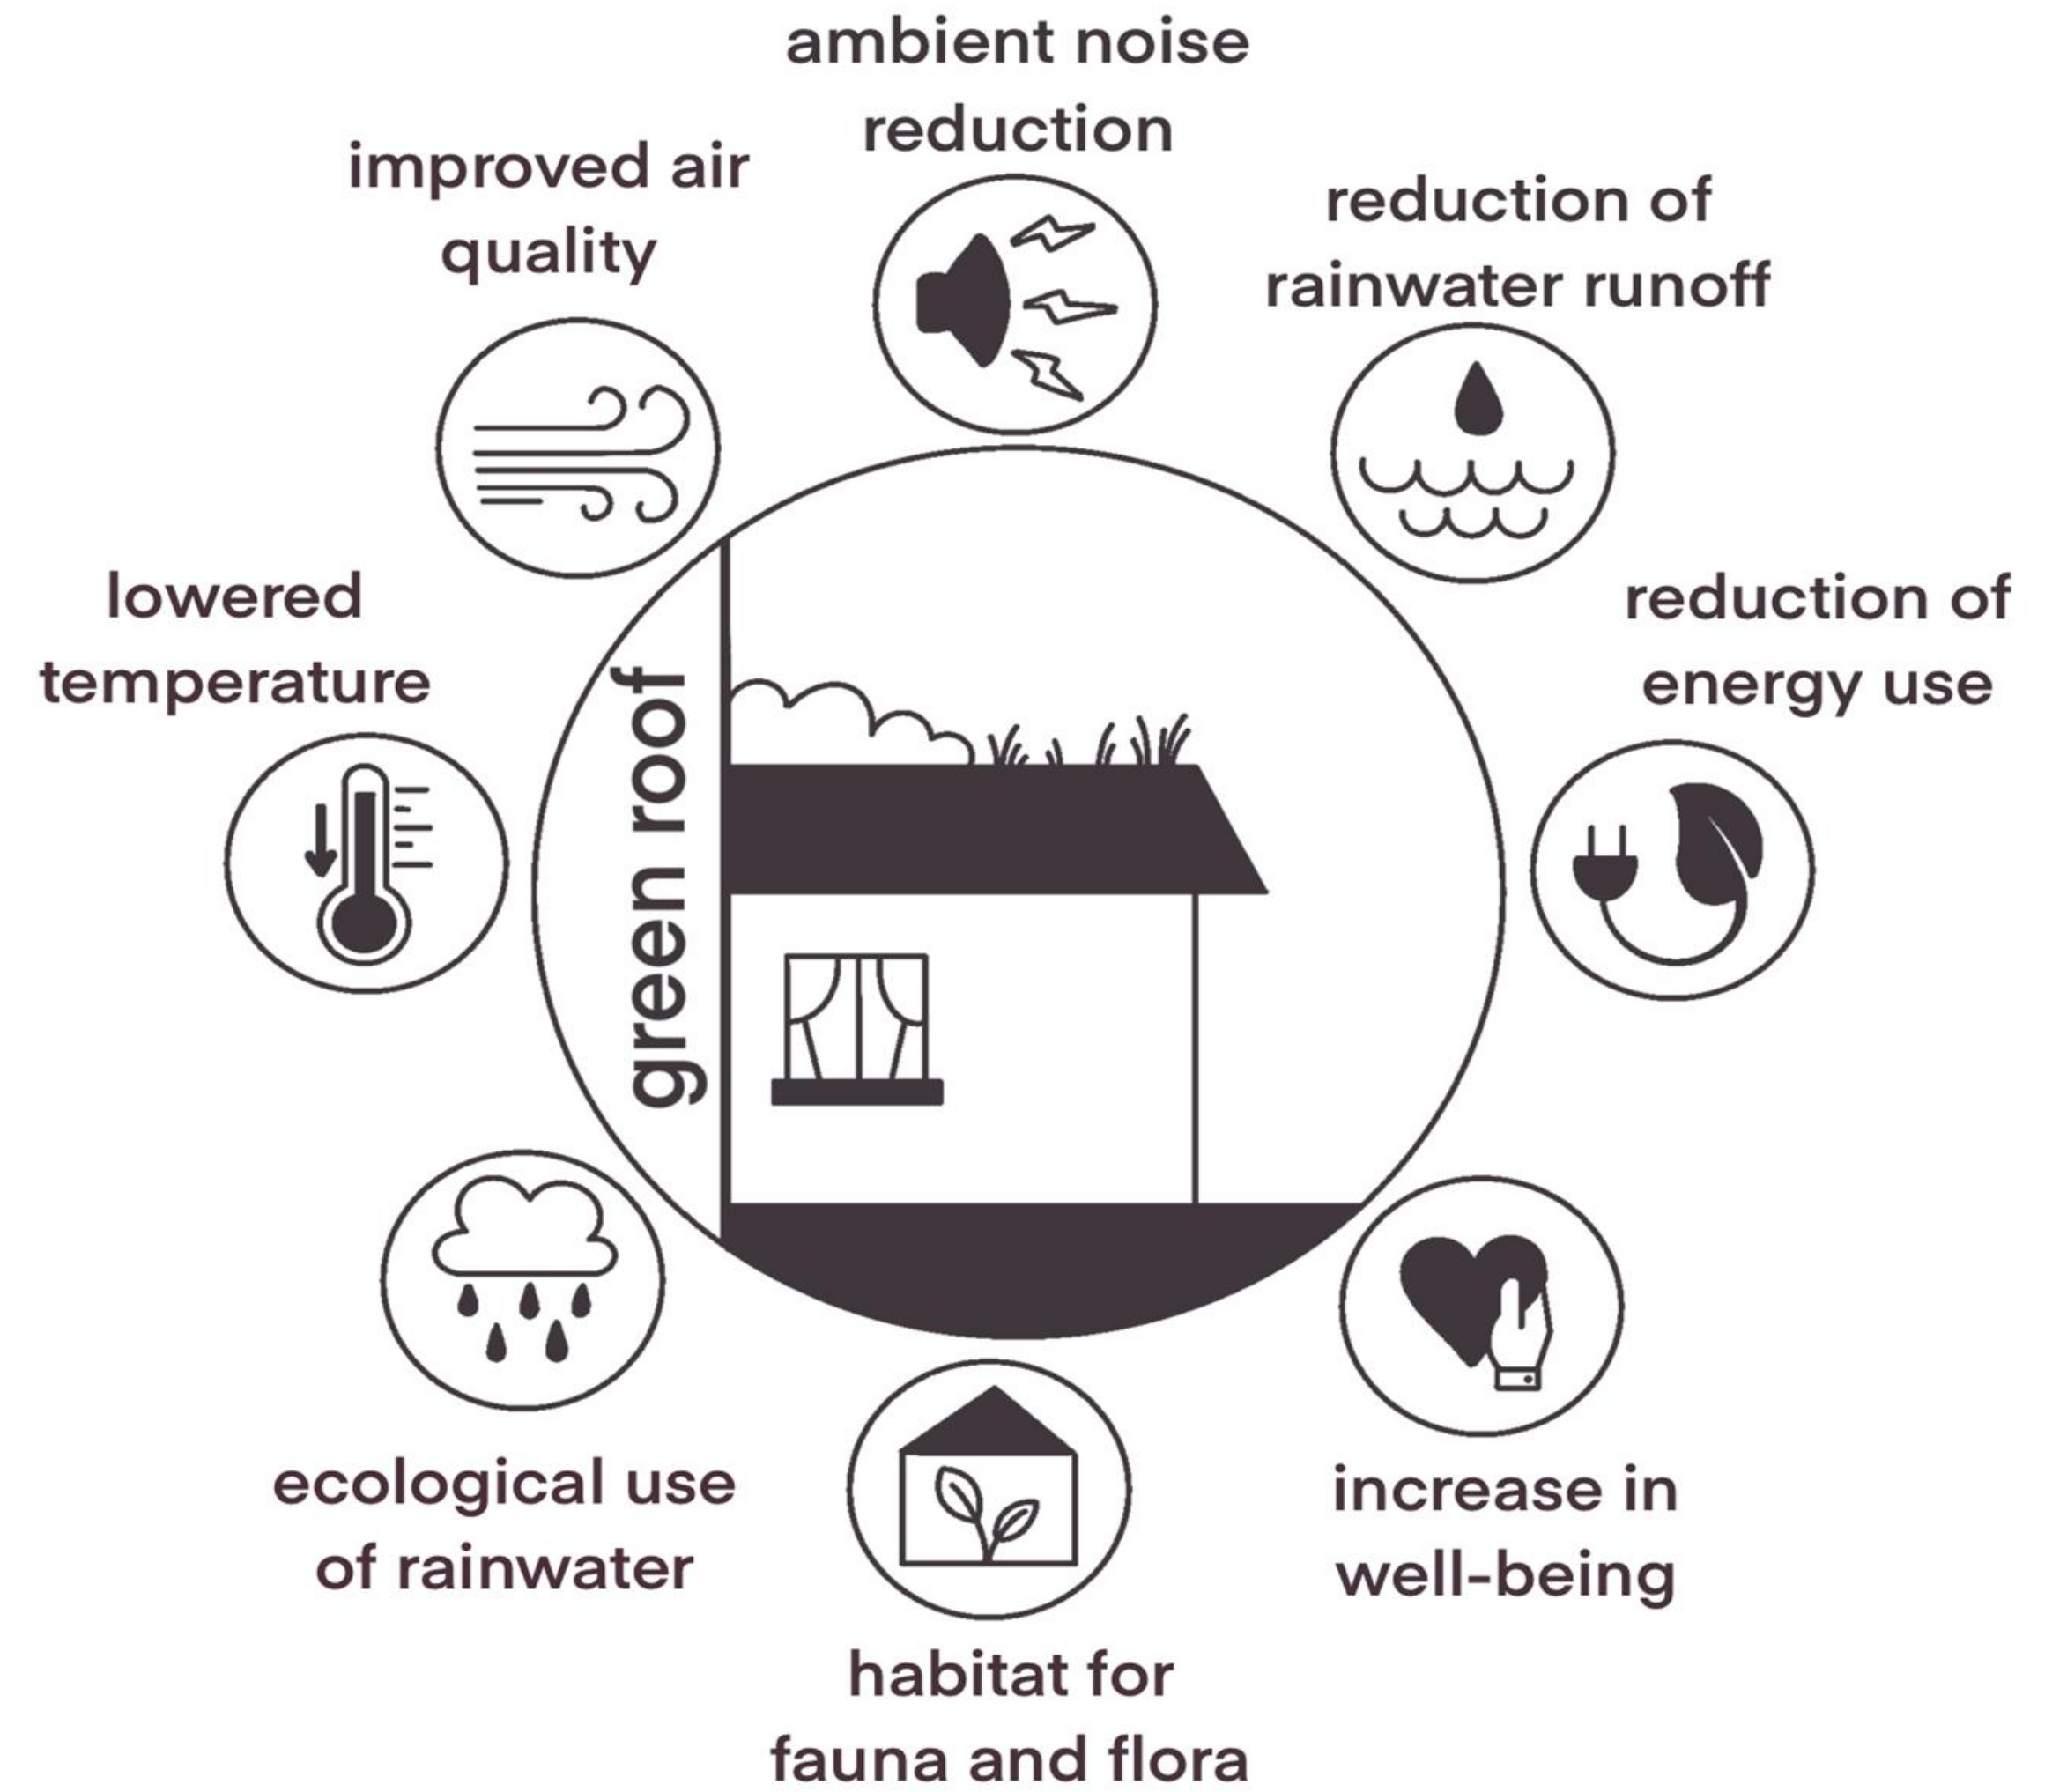 ambient noise
reduction
improved air
quality
reduction of
rainwater runoff
lowered
temperature
reduction of
energy use
green roof
ecological use
of rainwater
increase in
well-being
habitat for
fauna and flora